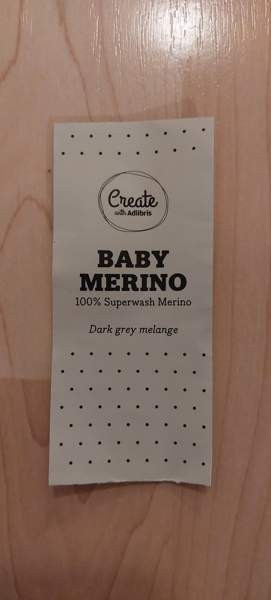 Create
with Adlibris
BABY
MERINO
100% Superwash Merino
Dark grey melange